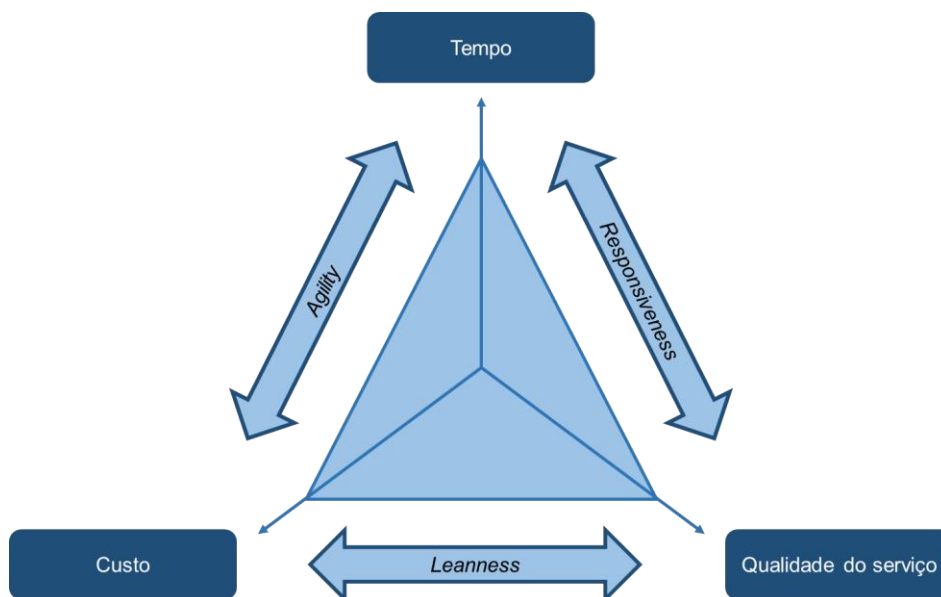 Tempo
Agility
Responsiveness
Custo
Leanness
Qualidade do serviço